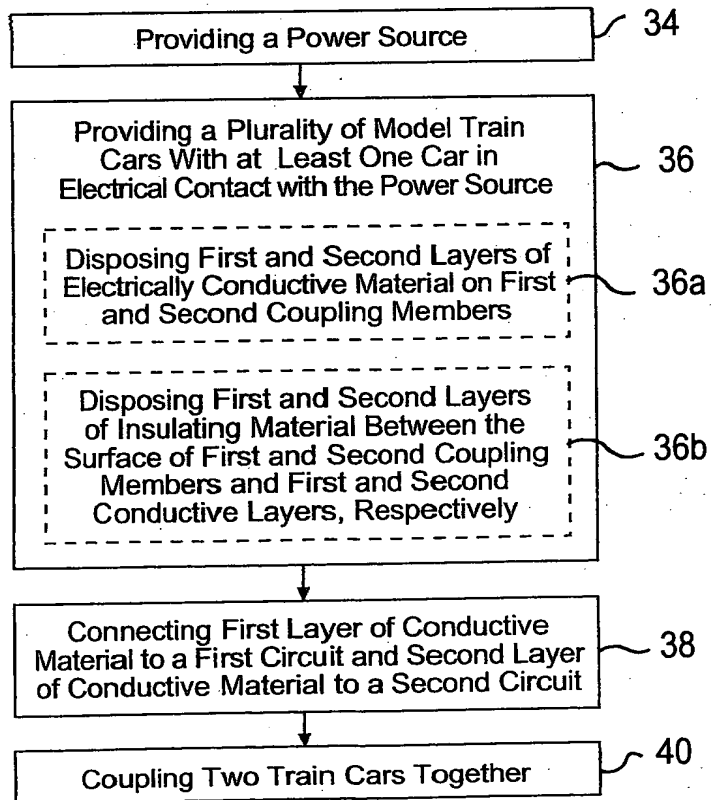 Providing a Power Source
34
Providing a Plurality of Model Train
Cars With at Least One Car in
Electrical Contact with the Power Source
36
Disposing First and Second Layers of
Electrically Conductive Material on First
and Second Coupling Members
36a
Disposing First and Second Layers
of Insulating Material Between the
Surface of First and Second Coupling
Members and First and Second
Conductive Layers, Respectively
36b
Connecting First Layer of Conductive
Material to a First Circuit and Second Layer
of Conductive Material to a Second Circuit
38
Coupling Two Train Cars Together
40